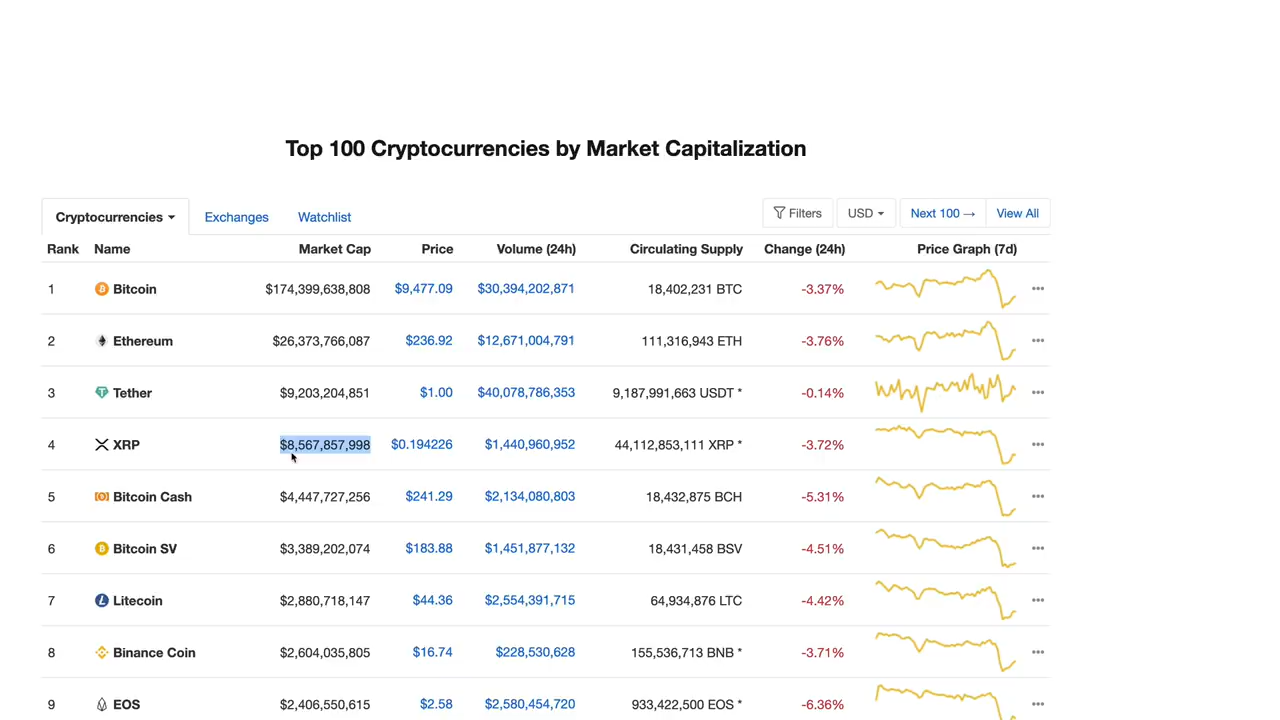 Top 100 Cryptocurrencies by Market Capitalization
Cryptocurrencies Exchanges Watchlist Filters USD Next 100 → View All
Rank Name Market Cap Price Volume (24h) Circulating Supply Change (24h) Price Graph (7d)
1 Bitcoin $174,399,638,808 $9,477.09 $30,394,202,871 18,402,231 BTC -3.37%
2 Ethereum $26,373,766,087 $236.92 $12,671,004,791 111,316,943 ETH -3.76%
3 Tether $9,203,204,851 $1.00 $40,078,786,353 9,187,991,663 USDT * -0.14%
4 XRP $8,567,857,998 $0.194226 $1,440,960,952 44,112,853,111 XRP * -3.72%
5 Bitcoin Cash $4,447,727,256 $241.29 $2,134,080,803 18,432,875 BCH -5.31%
6 Bitcoin SV $3,389,202,074 $183.88 $1,451,877,132 18,431,458 BSV -4.51%
7 Litecoin $2,880,718,147 $44.36 $2,554,391,715 64,934,876 LTC -4.42%
8 Binance Coin $2,604,035,805 $16.74 $228,530,628 155,536,713 BNB * -3.71%
9 EOS $2,406,550,615 $2.58 $2,580,454,720 933,422,500 EOS * -6.36%